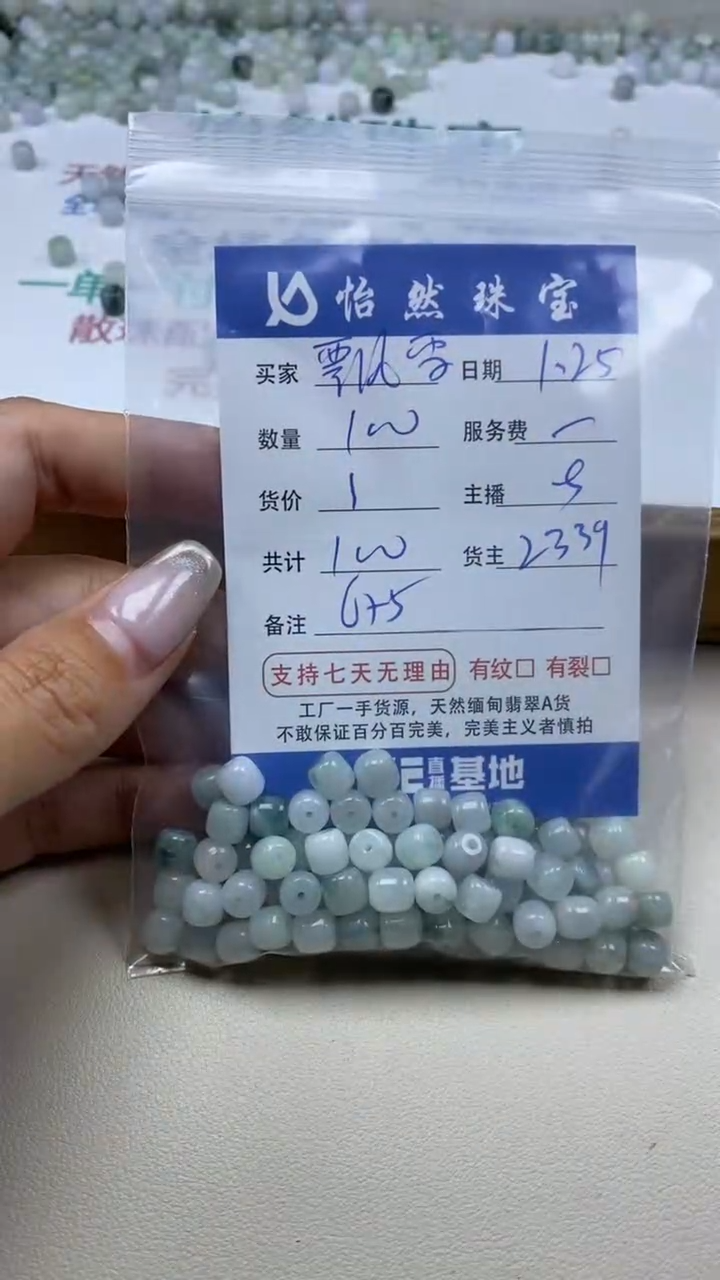 怡然珠宝
买家 飘雪 日期 1.25
数量 100 服务费
货价 1 主播
共计 100 货主 2339
备注 675
支持七天无理由 有纹□ 有裂□
工厂一手货源，天然缅甸翡翠A货
不敢保证百分百完美，完美主义者慎拍
直播基地